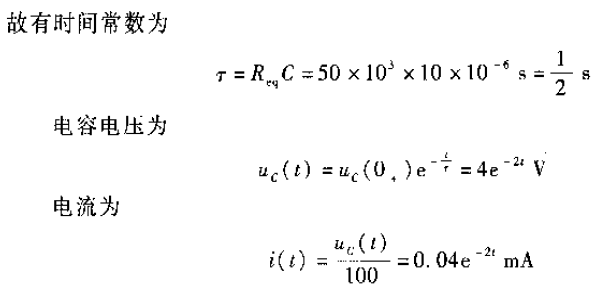 故有时间常数为
τ = R_eq C = 50 × 10³ × 10 × 10⁻⁶ s = 1/2 s
电容电压为
u_C(t) = u_C(0₊)e^(-t/τ) = 4e^(-2t) V
电流为
i(t) = u_C(t)/100 = 0.04e^(-2t) mA